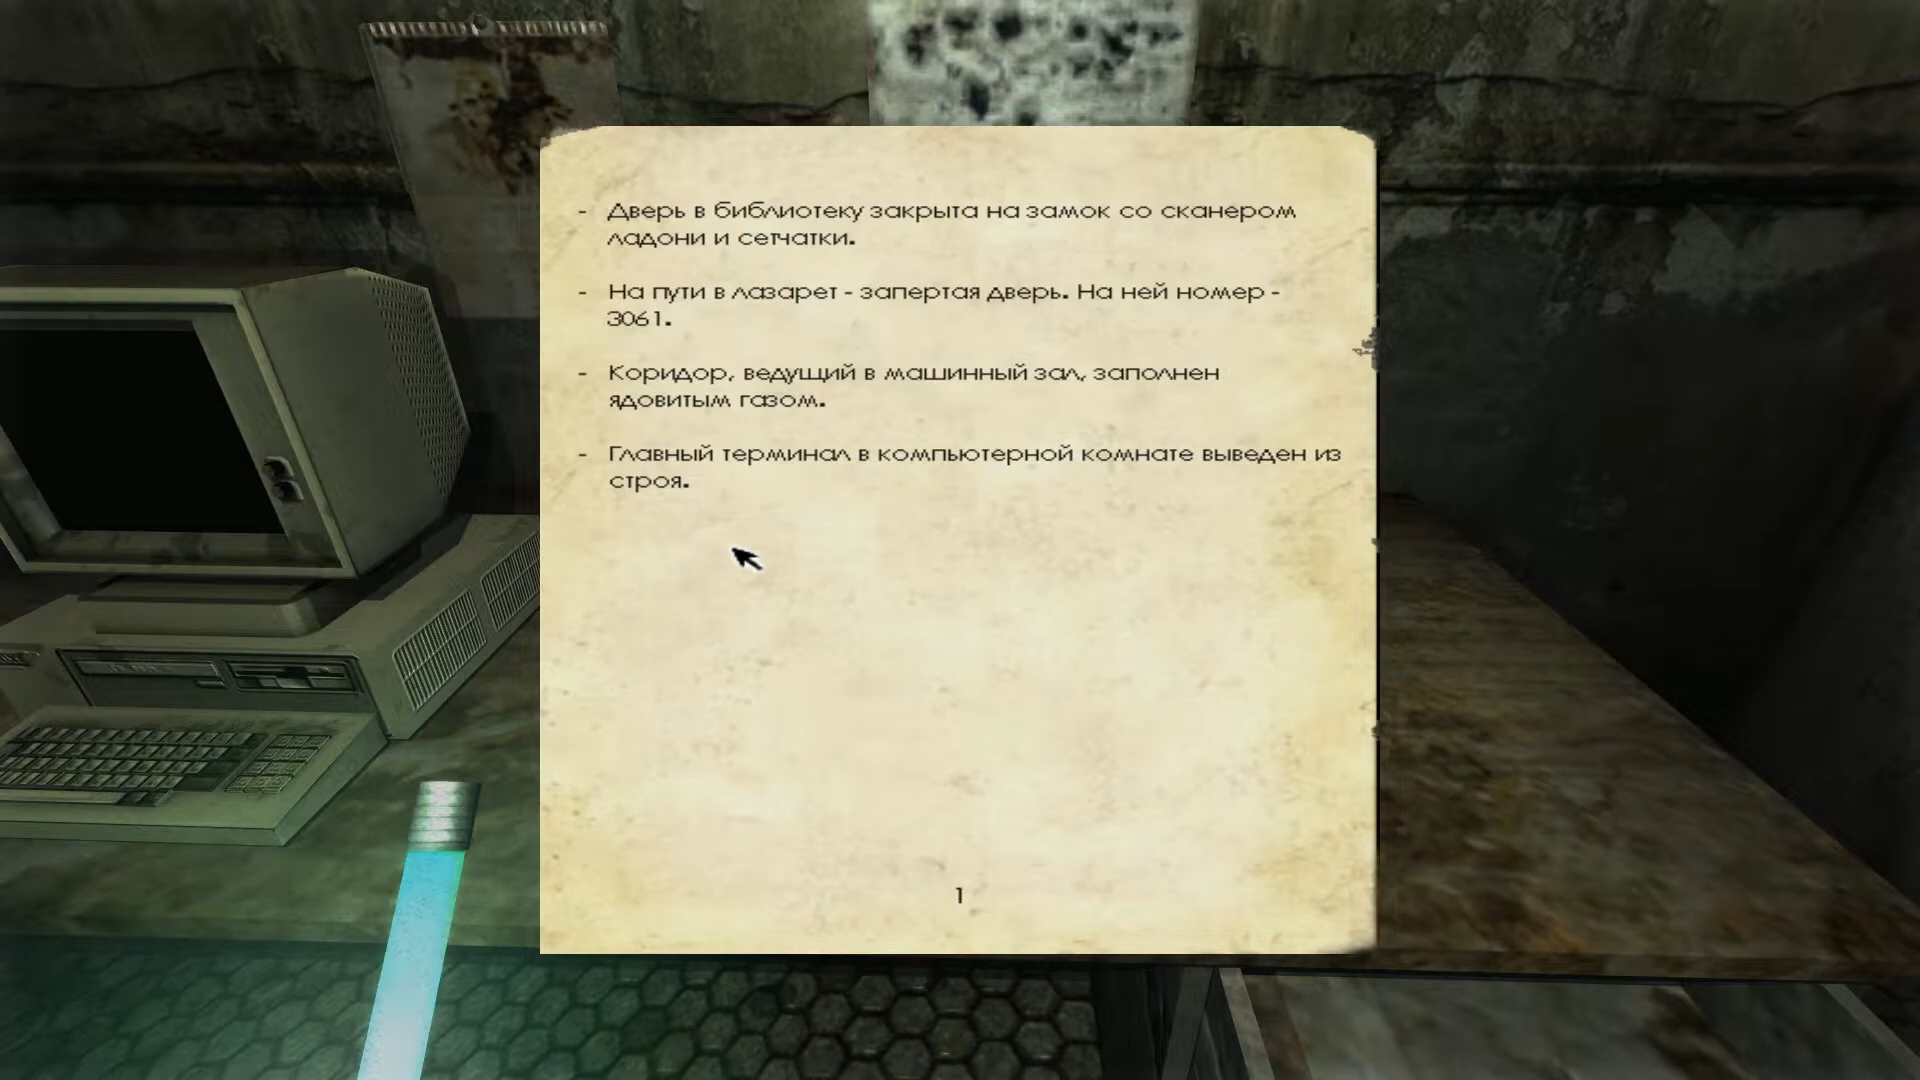 - Дверь в библиотеку закрыта на замок со сканером
ладони и сетчатки.
- На пути в лазарет - запертая дверь. На ней номер -
3061.
- Коридор, ведущий в машинный зал, заполнен
ядовитым газом.
- Главный терминал в компьютерной комнате выведен из
строя.
1